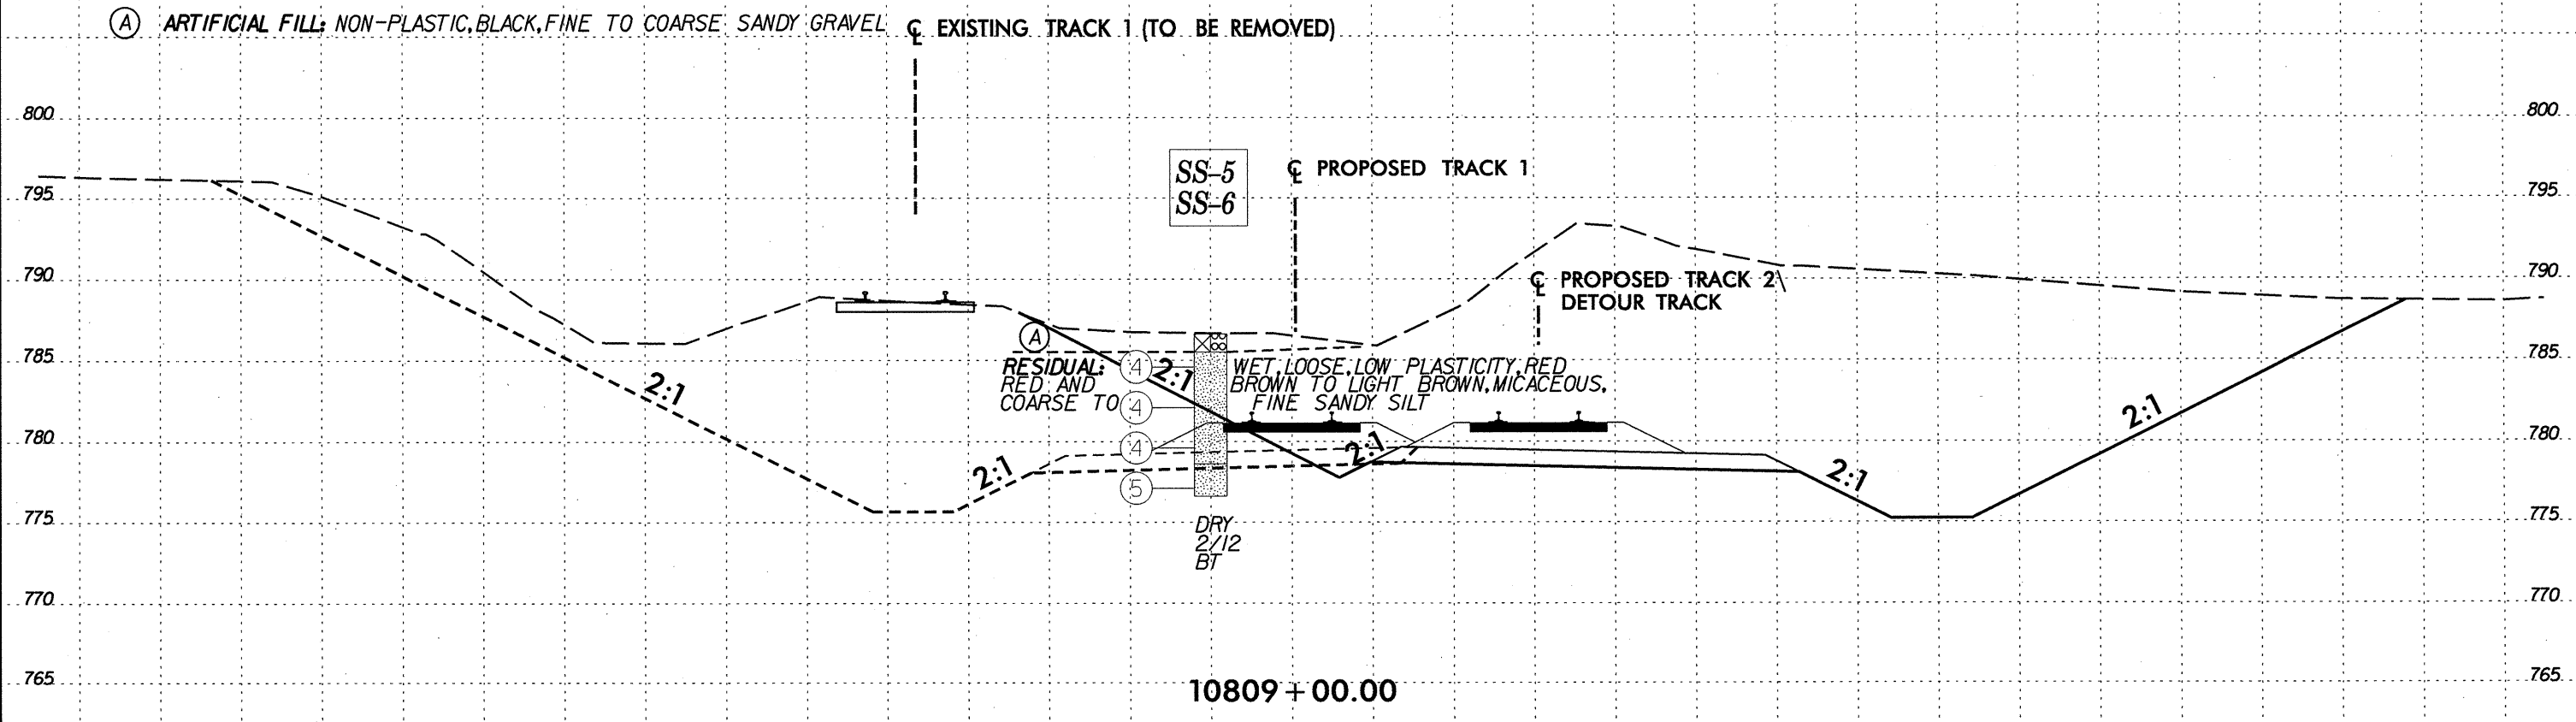 Ⓐ ARTIFICIAL FILL: NON-PLASTIC, BLACK, FINE TO COARSE SANDY GRAVEL
℄ EXISTING TRACK 1 (TO BE REMOVED)
800 800
SS-5
SS-6
℄ PROPOSED TRACK 1
795 795
790 790
℄ PROPOSED TRACK 2\
DETOUR TRACK
A
785 785
RESIDUAL: 4 2:1 WET, LOOSE, LOW PLASTICITY, RED
RED AND BROWN TO LIGHT BROWN, MICACEOUS,
COARSE TO 4 FINE SANDY SILT
2:1
2:1
780 780
4
2:1
2:1
2:1
5
775 775
DRY
2/12
BT
770 770
765 765
10809+00.00